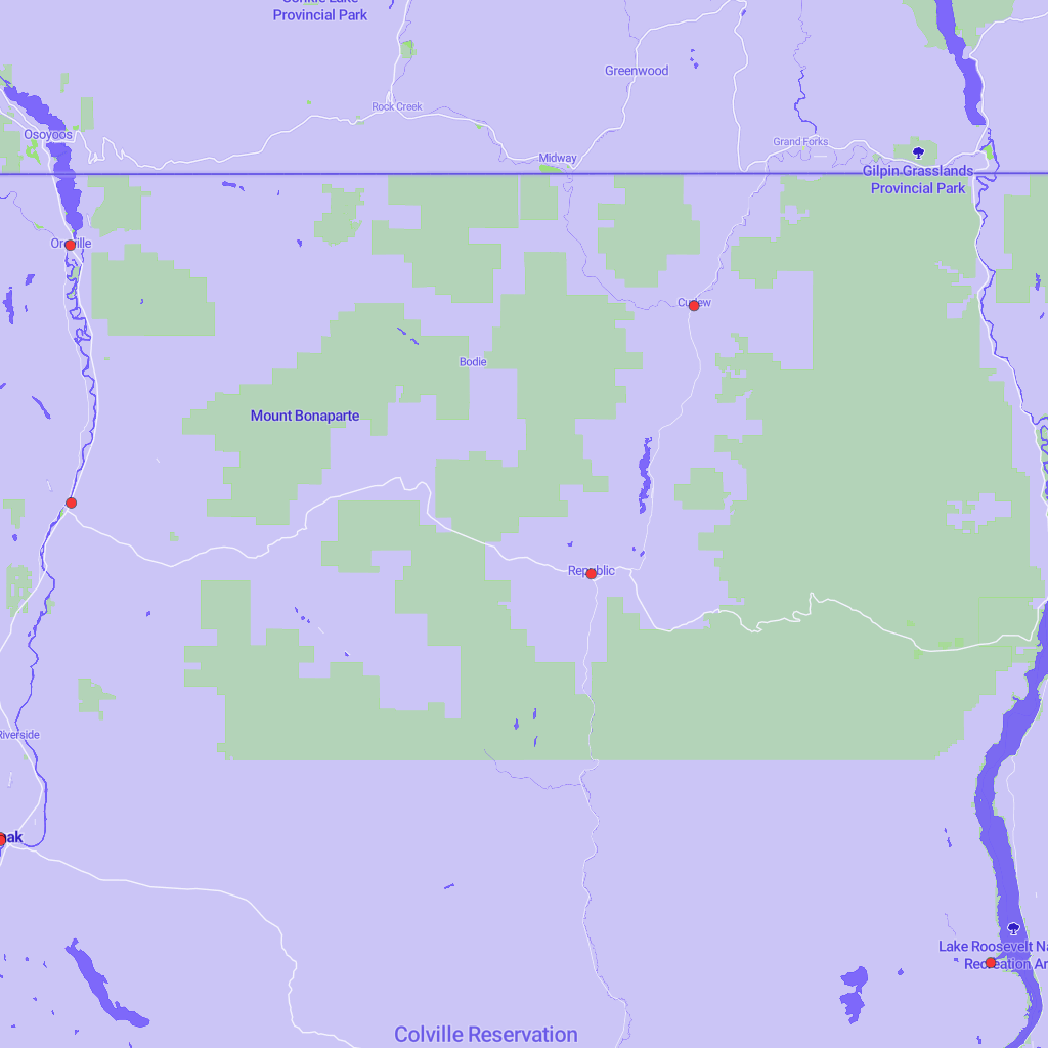 Provincial Park
Greenwood
Rock Creek
Osoyoos
Grand Forks
Midway
Gilpin Grasslands
Provincial Park
Curlew
Bodie
Mount Bonaparte
Republic
Riverside
ak
Lake Roosevelt Na
Recreation Ar
Colville Reservation